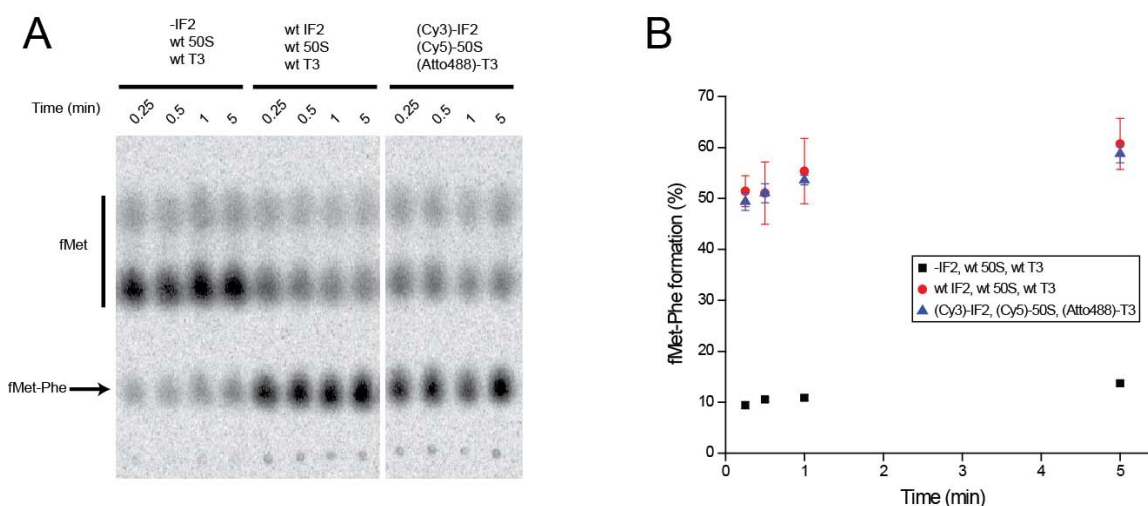 A
-IF2
wt 50S
wt T3
wt IF2
wt 50S
wt T3
(Cy3)-IF2
(Cy5)-50S
(Atto488)-T3
Time (min)
0.25 0.5 1 5 0.25 0.5 1 5 0.25 0.5 1 5
fMet
fMet-Phe
B
fMet-Phe formation (%)
70
60
50
40
30
20
10
0
-IF2, wt 50S, wt T3
wt IF2, wt 50S, wt T3
(Cy3)-IF2, (Cy5)-50S, (Atto488)-T3
0 1 2 3 4 5
Time (min)